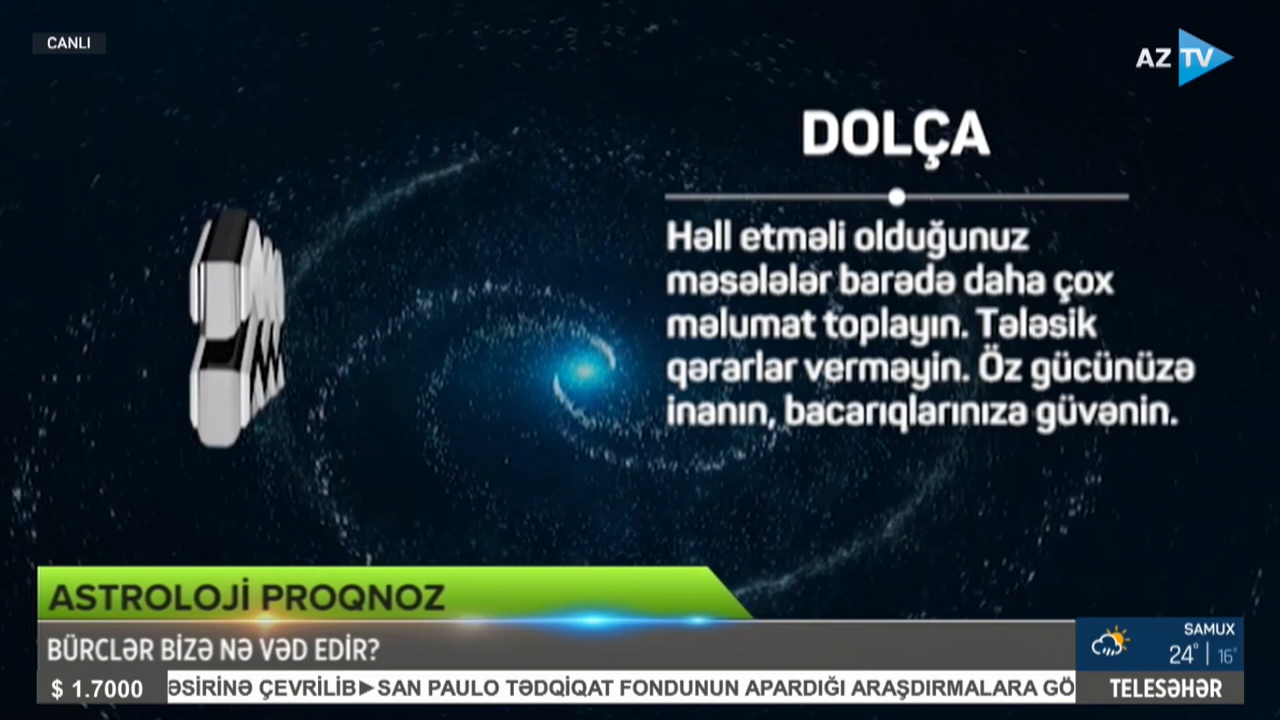 CANLI
AZ TV
DOLÇA
Həll etməli olduğunuz
məsələlər barədə daha çox
məlumat toplayın. Tələsik
qərarlar verməyin. Öz gücünüzə
inanın, bacarıqlarınıza güvənin.
ASTROLOJİ PROQNOZ
BÜRCLƏR BİZƏ NƏ VƏD EDİR?
SAMUX
24° | 16°
$ 1.7000
ƏSİRİNƏ ÇEVRİLİB▶SAN PAULO TƏDQİQAT FONDUNUN APARDIĞI ARAŞDIRMALARA GÖ
TELESƏHƏR